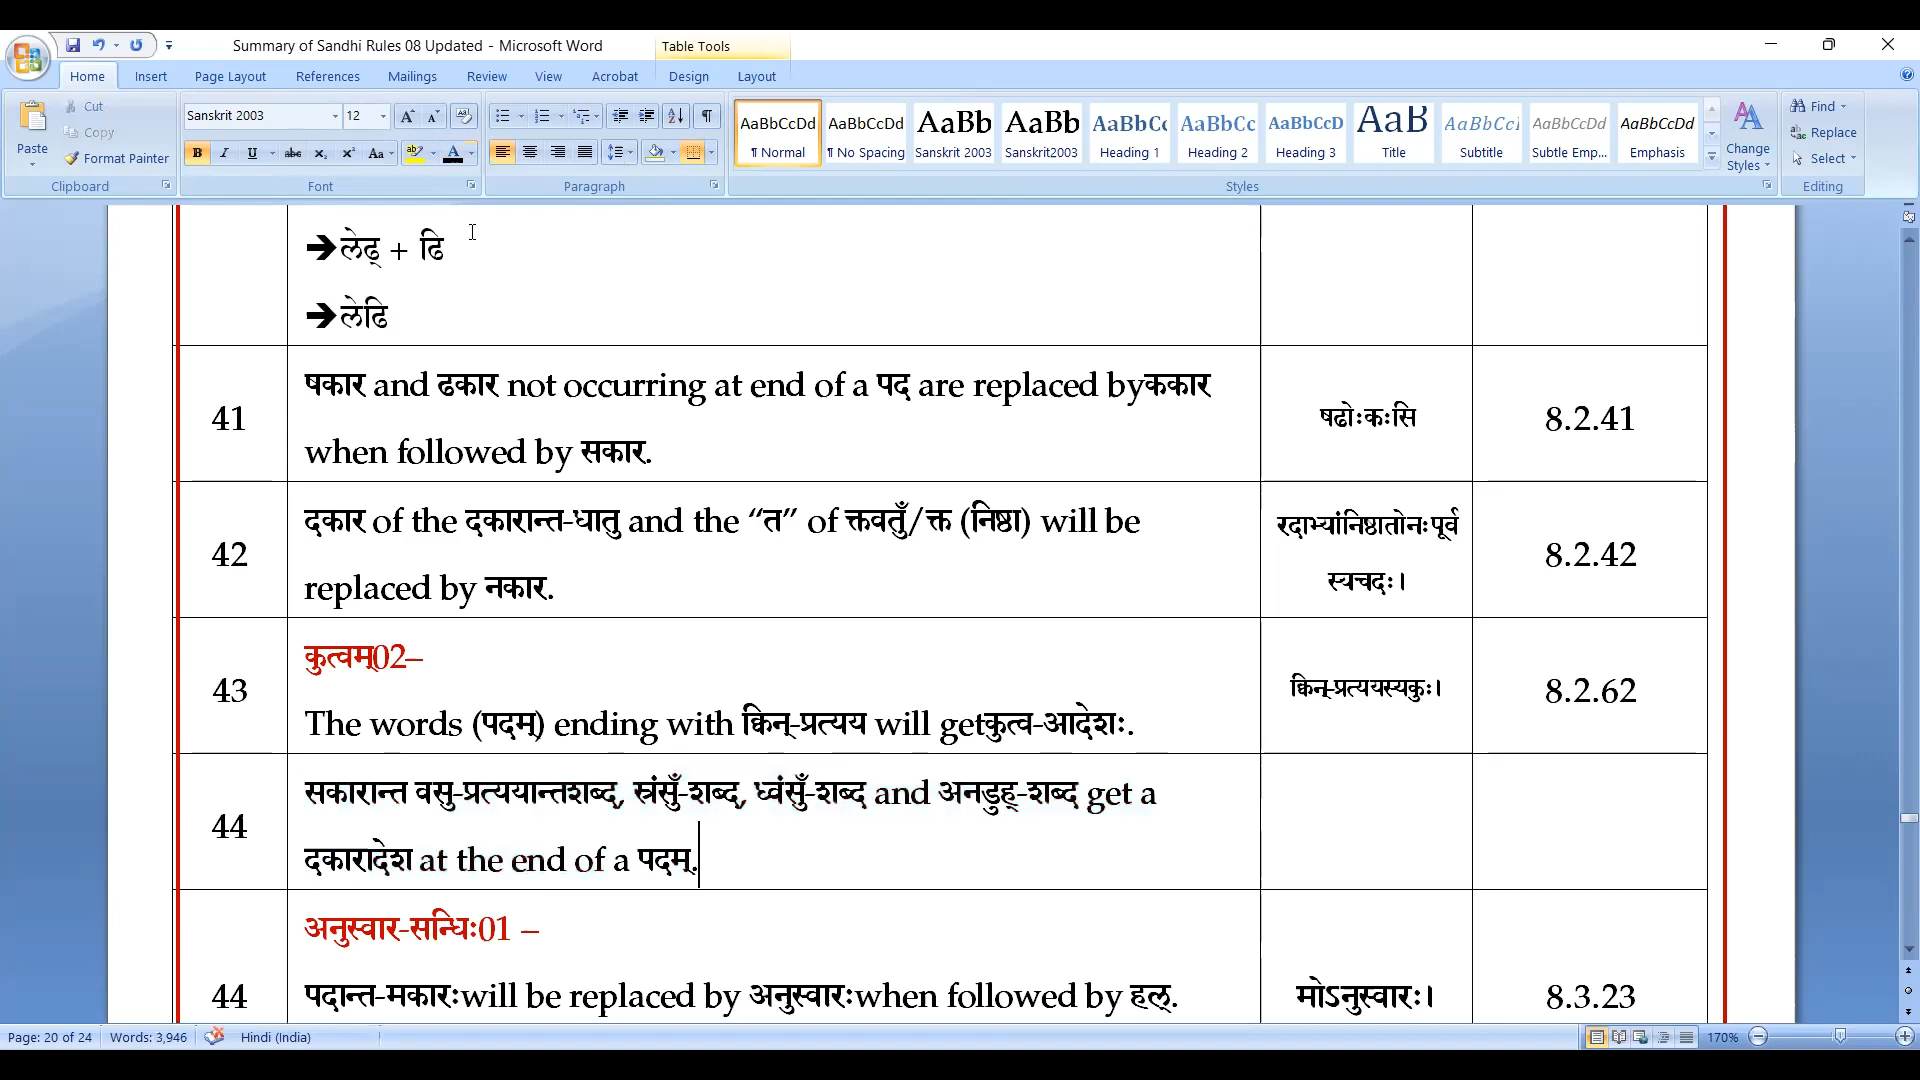 Summary of Sandhi Rules 08 Updated - Microsoft Word
Table Tools
Home Insert Page Layout References Mailings Review View Acrobat Design Layout
Paste
Cut
Copy
Format Painter
Clipboard
Sanskrit 2003 12
Font
Paragraph
AaBbCcDd AaBbCcDd AaBb AaBb AaBbCc AaBbCc AaBbCcD AaB AaBbCcI AaBbCcDd AaBbCcDd
¶ Normal ¶ No Spacing Sanskrit 2003 Sanskrit2003 Heading 1 Heading 2 Heading 3 Title Subtitle Subtle Emp... Emphasis
Change Styles
Styles
Find
Replace
Select
Editing
➔लेढ् + ढि
➔लेढि
41
षकार and ढकार not occurring at end of a पद are replaced byककार
when followed by सकार.
षढोःकःसि
8.2.41
42
दकार of the दकारान्त-धातु and the “त” of क्तवतुँ/क्त (निष्ठा) will be
replaced by नकार.
रदाभ्यांनिष्ठातोनःपूर्व
स्यचदः।
8.2.42
43
कुत्वम्02–
The words (पदम्) ending with क्विन्-प्रत्यय will getकुत्व-आदेशः.
क्विन्-प्रत्ययस्यकुः।
8.2.62
44
सकारान्त वसु-प्रत्ययान्तशब्द, स्रंसुँ-शब्द, ध्वंसुँ-शब्द and अनडुह्-शब्द get a
दकारादेश at the end of a पदम्.
44
अनुस्वार-सन्धिः01 –
पदान्त-मकारःwill be replaced by अनुस्वारःwhen followed by हल्.
मोऽनुस्वारः।
8.3.23
Page: 20 of 24 Words: 3,946 Hindi (India) 170%